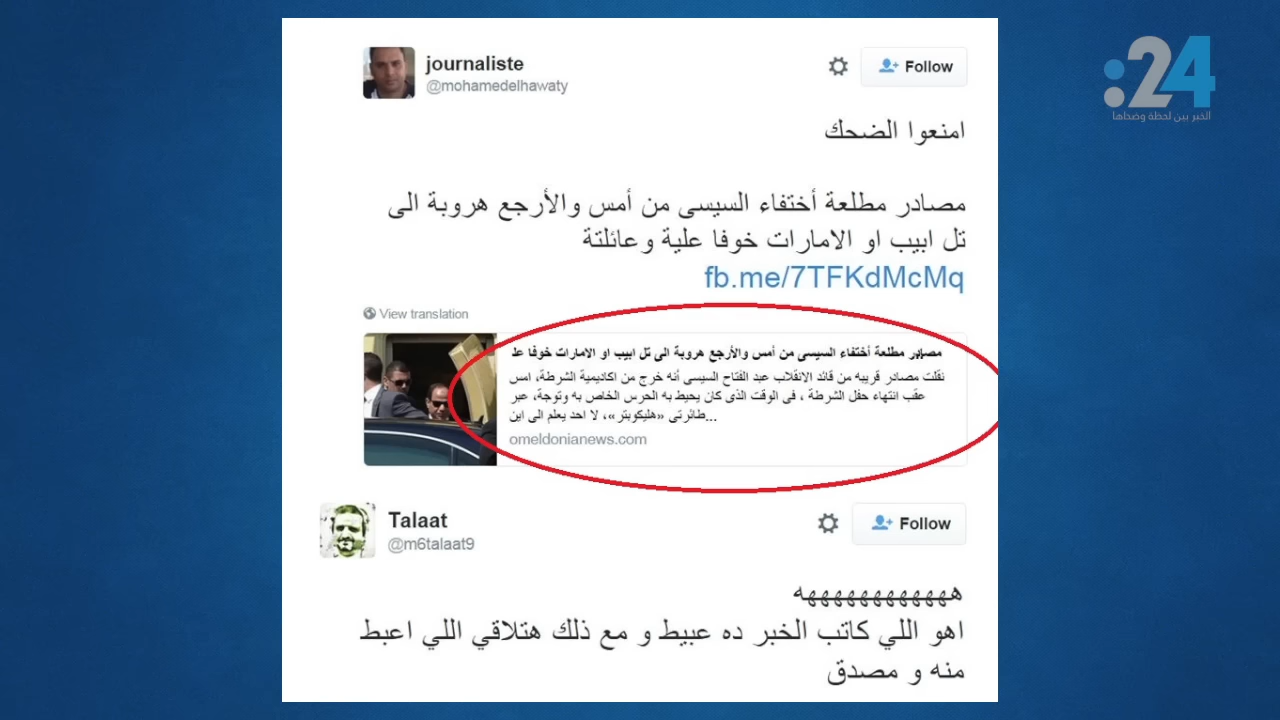 journaliste
@mohamedelhawaty
Follow
:24
الخبر بين لحظة وضحاها
امنعوا الضحك
مصادر مطلعة أختفاء السيسى من أمس والأرجع هروبة الى
تل ابيب او الامارات خوفا علية وعائلتة
fb.me/7TFKdMcMq
View translation
مصادر مطلعة أختفاء السيسى من أمس والأرجع هروبة الى تل ابيب او الامارات خوفا عل
نقلت مصادر قريبه من قائد الانقلاب عبد الفتاح السيسى أنه خرج من اكاديمية الشرطة، امس
عقب انتهاء حفل الشرطة ، فى الوقت الذى كان يحيط به الحرس الخاص به وتوجة، عبر
طائرتى «هليكوبتر»، لا احد يعلم الى اين...
omeldonianews.com
Talaat
@m6talaat9
Follow
هههههههههههههه
اهو اللي كاتب الخبر ده عبيط و مع ذلك هتلاقي اللي اعبط
منه و مصدق